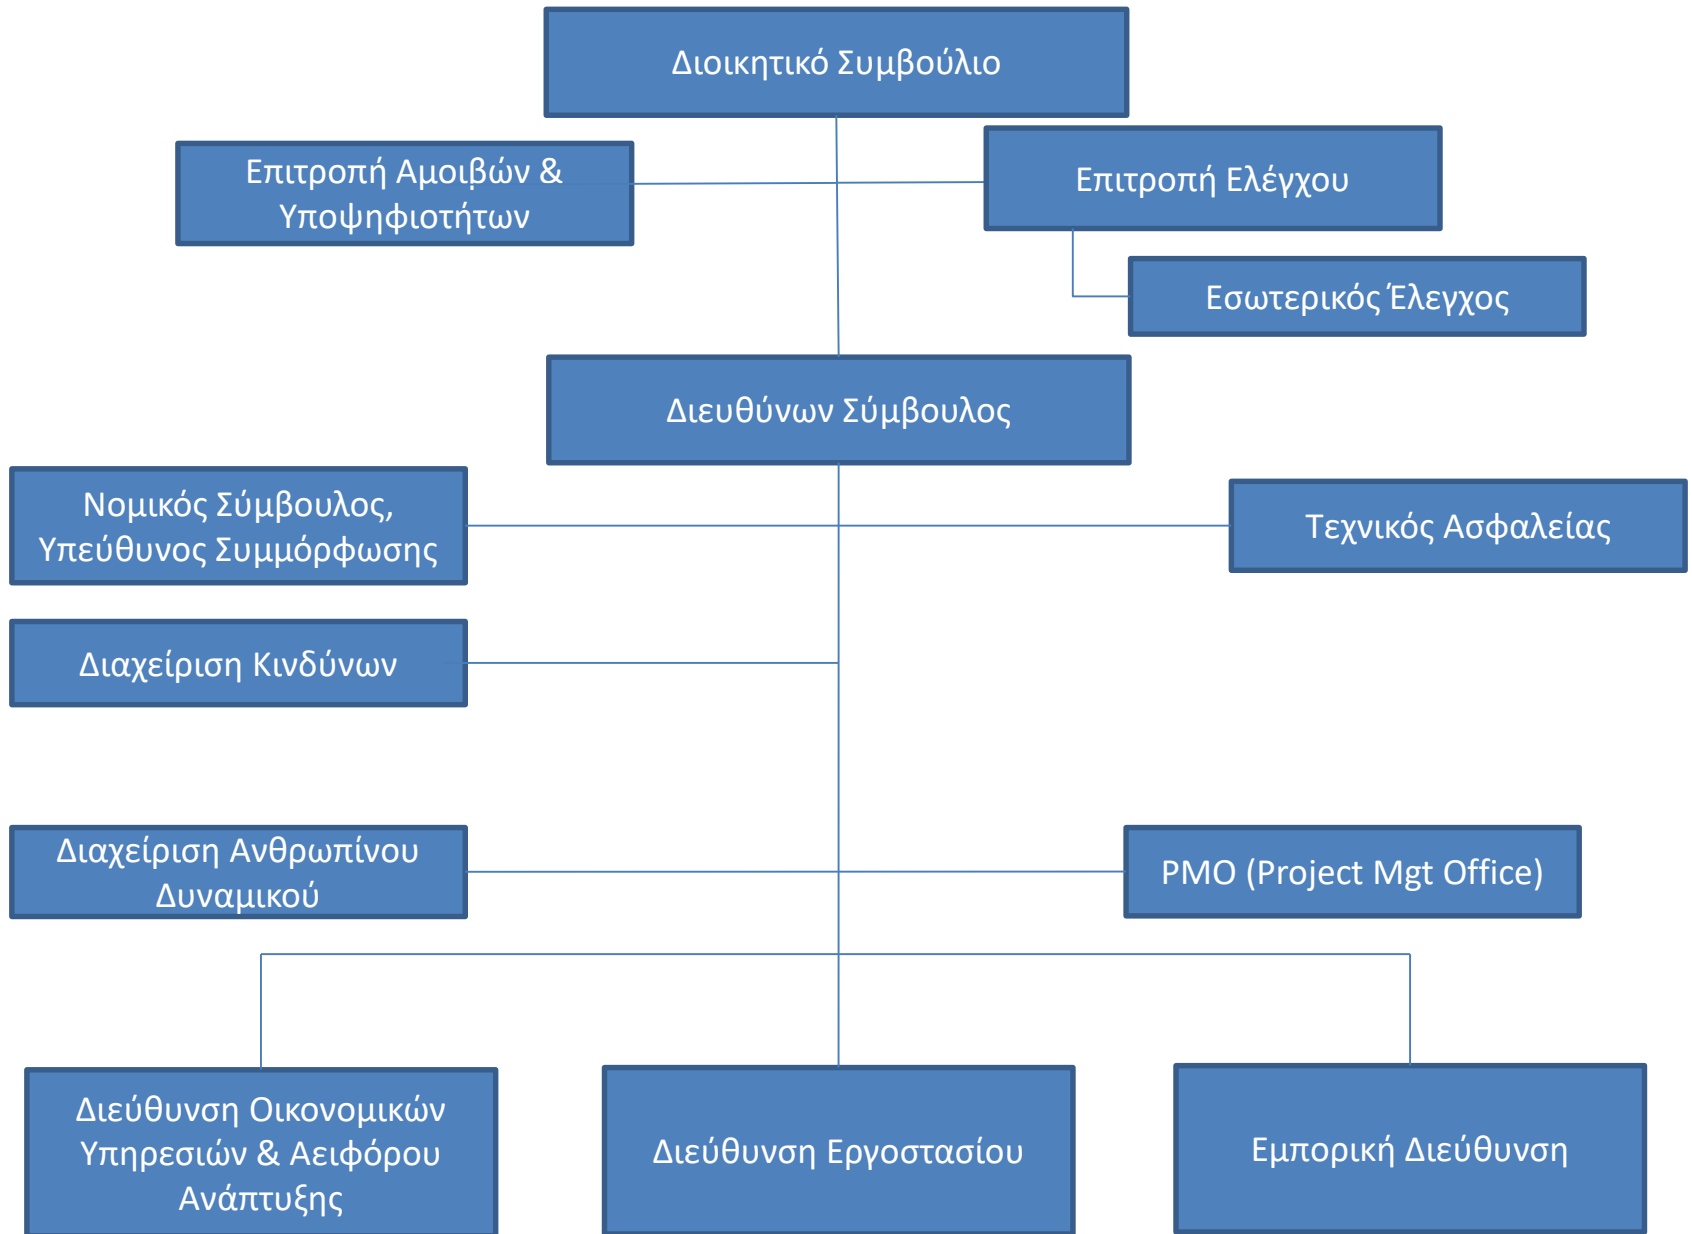 Διοικητικό Συμβούλιο
Επιτροπή Αμοιβών &
Υποψηφιοτήτων
Επιτροπή Ελέγχου
Εσωτερικός Έλεγχος
Διευθύνων Σύμβουλος
Νομικός Σύμβουλος,
Υπεύθυνος Συμμόρφωσης
Τεχνικός Ασφαλείας
Διαχείριση Κινδύνων
Διαχείριση Ανθρωπίνου
Δυναμικού
PMO (Project Mgt Office)
Διεύθυνση Οικονομικών
Υπηρεσιών & Αειφόρου
Ανάπτυξης
Διεύθυνση Εργοστασίου
Εμπορική Διεύθυνση